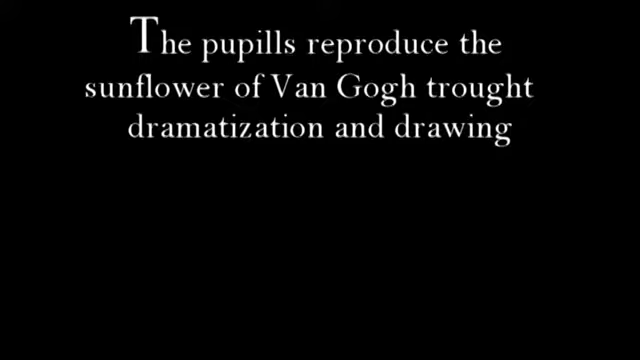 The pupills reproduce the
sunflower of Van Gogh trought
dramatization and drawing